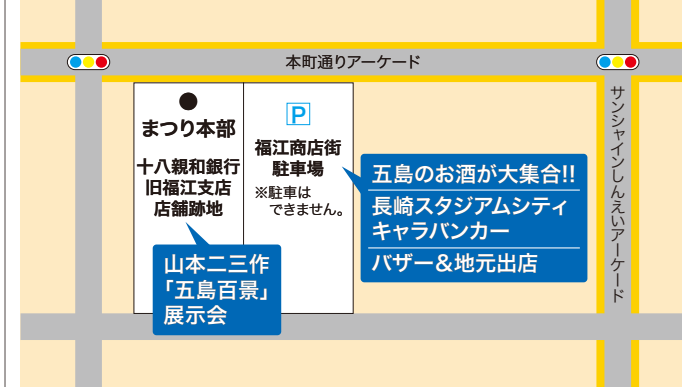 本町通りアーケード
サンシャインしんえいアーケード
●
まつり本部
十八親和銀行
旧福江支店
店舗跡地
P
福江商店街
駐車場
※駐車は
できません。
五島のお酒が大集合!!
長崎スタジアムシティ
キャラバンカー
バザー＆地元出店
山本二三作
「五島百景」
展示会